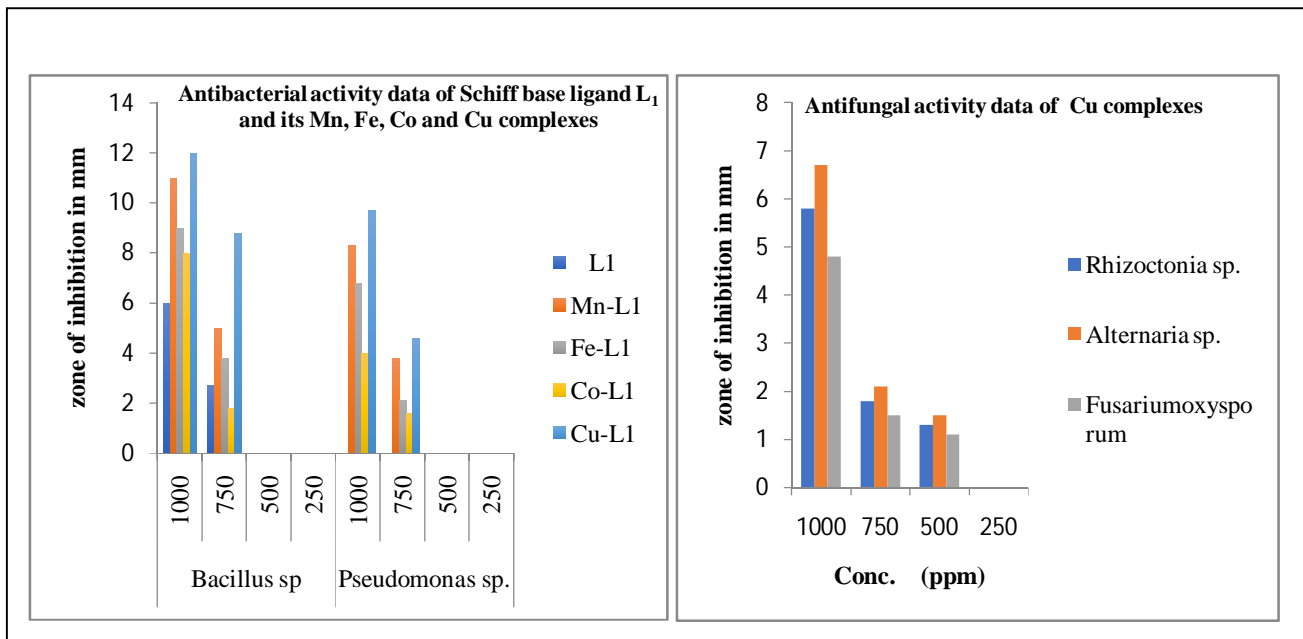 Antibacterial activity data of Schiff base ligand L1
and its Mn, Fe, Co and Cu complexes
zone of inhibition in mm
14
12
10
8
6
4
2
0
1000
750
500
250
1000
750
500
250
Bacillus sp
Pseudomonas sp.
L1
Mn-L1
Fe-L1
Co-L1
Cu-L1
Antifungal activity data of Cu complexes
zone of inhibition in mm
8
7
6
5
4
3
2
1
0
1000 750 500 250
Conc. (ppm)
Rhizoctonia sp.
Alternaria sp.
Fusariumoxyspo
rum